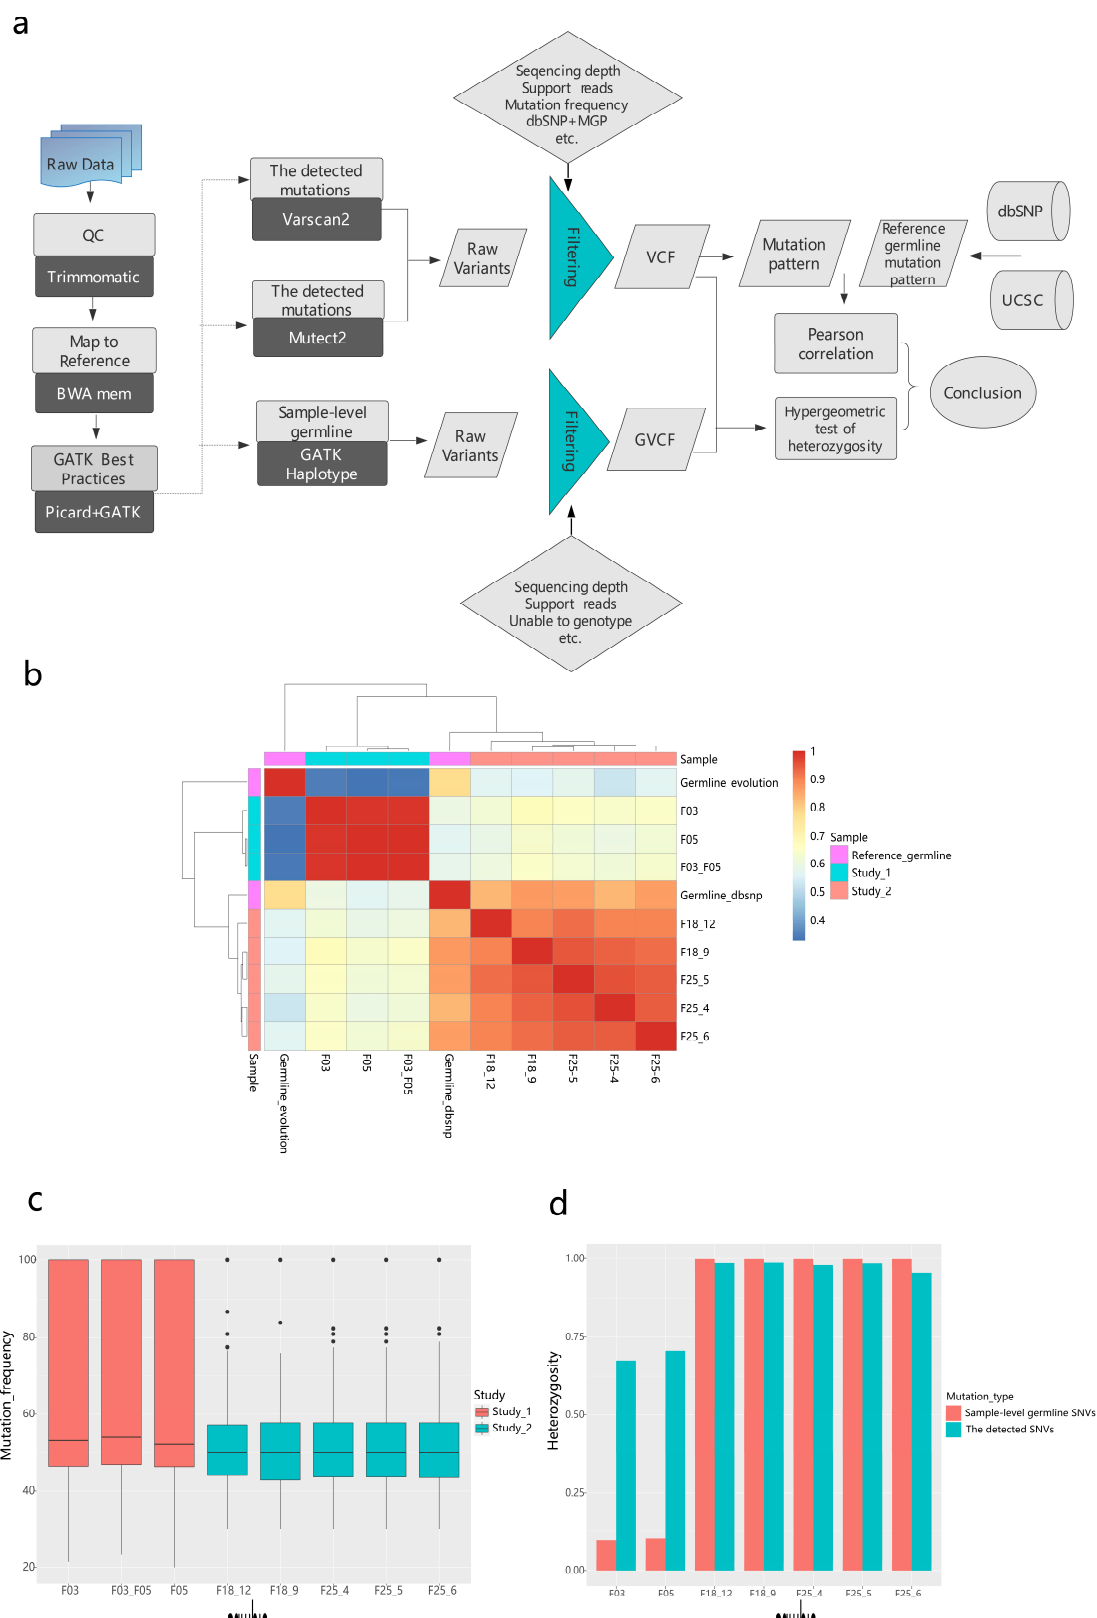 a
Seqencing depth
Support reads
Mutation frequency
dbSNP+MGP
etc.
Raw Data
QC
Trimmomatic
Map to
Reference
BWA mem
GATK Best
Practices
Picard+GATK
The detected
mutations
Varscan2
The detected
mutations
Mutect2
Sample-level
germline
GATK
Haplotype
Raw
Variants
Raw
Variants
Filtering
Filtering
VCF
GVCF
Mutation
pattern
Reference
germline
mutation
pattern
dbSNP
UCSC
Pearson
correlation
Hypergeometric
test of
heterozygosity
Conclusion
Sequencing depth
Support reads
Unable to genotype
etc.
b
Sample
Germline evolution
F03
F05
F03_F05
Germline_dbsnp
F18_12
F18_9
F25_5
F25_4
F25_6
Sample
Germline_evolution
F03
F05
F03_F05
Germline_dbsnp
F18_12
F18_9
F25-5
F25-4
F25-6
1
0.9
0.8
0.7
0.6
0.5
0.4
Sample
Reference_germline
Study_1
Study_2
c
Mutation_frequency
100
80
60
40
20
F03
F03_F05
F05
F18_12
F18_9
F25_4
F25_5
F25_6
Study
Study_1
Study_2
d
Heterozygosity
1.00
0.75
0.50
0.25
0.00
F03
F05
F18_12
F18_9
F25_4
F25_5
F25_6
Mutation_type
Sample-level germline SNVs
The detected SNVs